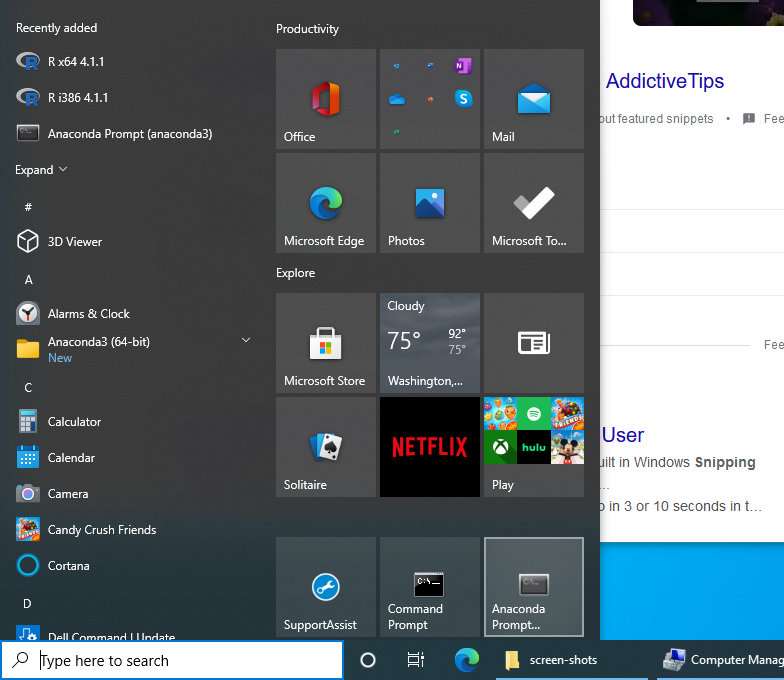 Recently added
R x64 4.1.1
R i386 4.1.1
Anaconda Prompt (anaconda3)
Expand
#
3D Viewer
A
Alarms & Clock
Anaconda3 (64-bit)
New
C
Calculator
Calendar
Camera
Candy Crush Friends
Cortana
D
Dell Command | Update
Productivity
Office
Mail
Microsoft Edge
Photos
Microsoft To...
Explore
Microsoft Store
Cloudy
75° 92°
75°
Washington,...
Solitaire
NETFLIX
FRIENDS
hulu
Play
SupportAssist
C:\_
Command
Prompt
Anaconda
Prompt...
AddictiveTips
out featured snippets • Fee
Fee
User
uilt in Windows Snipping
...
o in 3 or 10 seconds in t...
Type here to search
screen-shots
Computer Manag